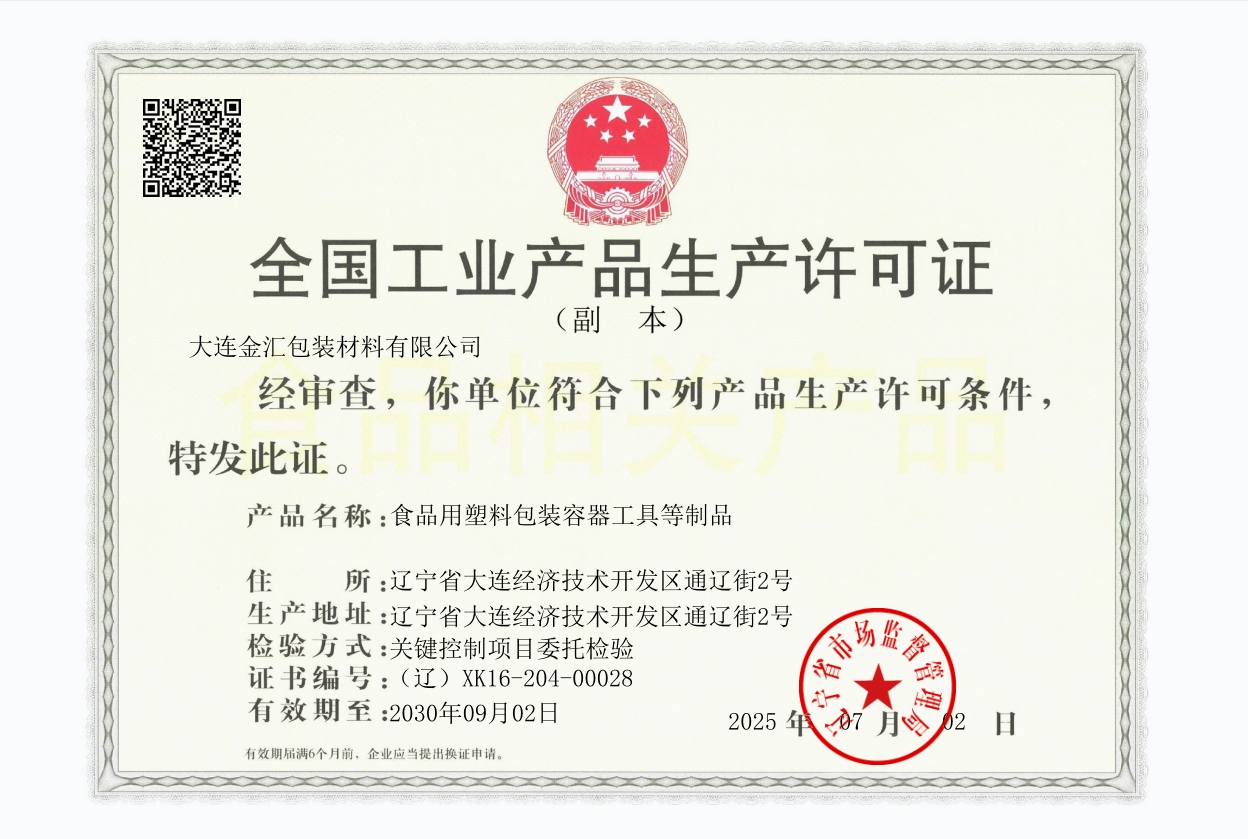 全国工业产品生产许可证
（副 本）
大连金汇包装材料有限公司
食品相关产品
经审查，你单位符合下列产品生产许可条件，
特发此证。
产品名称：食品用塑料包装容器工具等制品
住 所：辽宁省大连经济技术开发区通辽街2号
生产地址：辽宁省大连经济技术开发区通辽街2号
检验方式：关键控制项目委托检验
证书编号：（辽）XK16-204-00028
有效期至：2030年09月02日
辽宁省市场监督管理局
2025 年 07 月 02 日
有效期届满6个月前，企业应当提出换证申请。